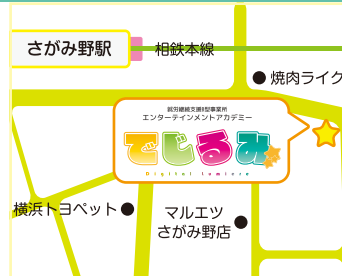 さがみ野駅
相鉄本線
焼肉ライク
就労継続支援B型事業所
エンターテインメントアカデミー
でじるみ
Digital lumiere
横浜トヨペット
マルエツ
さがみ野店